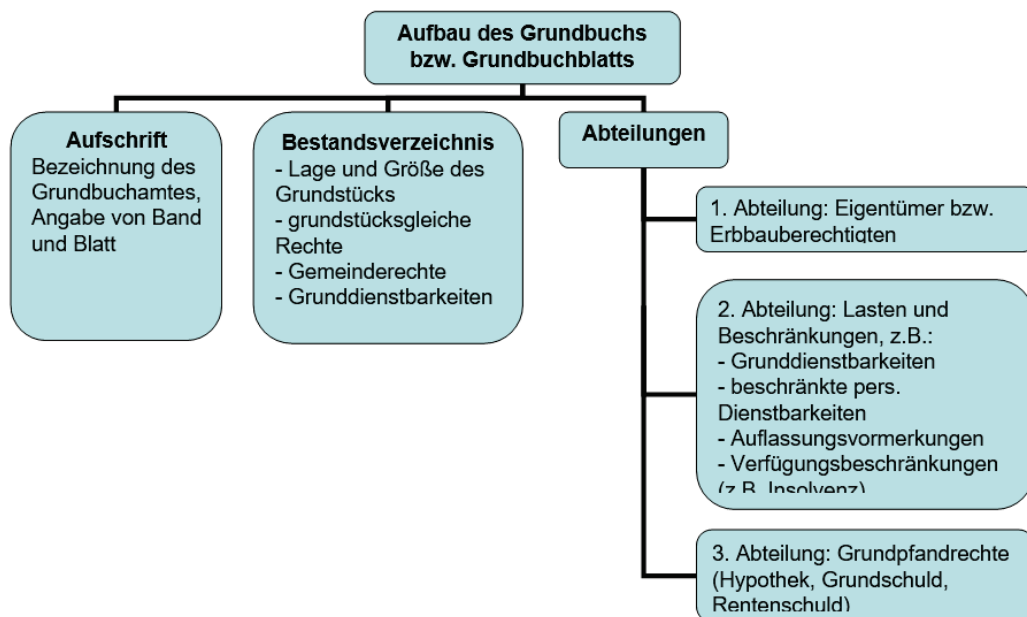 Aufbau des Grundbuchs
bzw. Grundbuchblatts
Aufschrift
Bezeichnung des
Grundbuchamtes,
Angabe von Band
und Blatt
Bestandsverzeichnis
- Lage und Größe des
Grundstücks
- grundstücksgleiche
Rechte
- Gemeinderechte
- Grunddienstbarkeiten
Abteilungen
1. Abteilung: Eigentümer bzw.
Erbbauberechtigten
2. Abteilung: Lasten und
Beschränkungen, z.B.:
- Grunddienstbarkeiten
- beschränkte pers.
Dienstbarkeiten
- Auflassungsvormerkungen
- Verfügungsbeschränkungen
(z.B. Insolvenz)
3. Abteilung: Grundpfandrechte
(Hypothek, Grundschuld,
Rentenschuld)